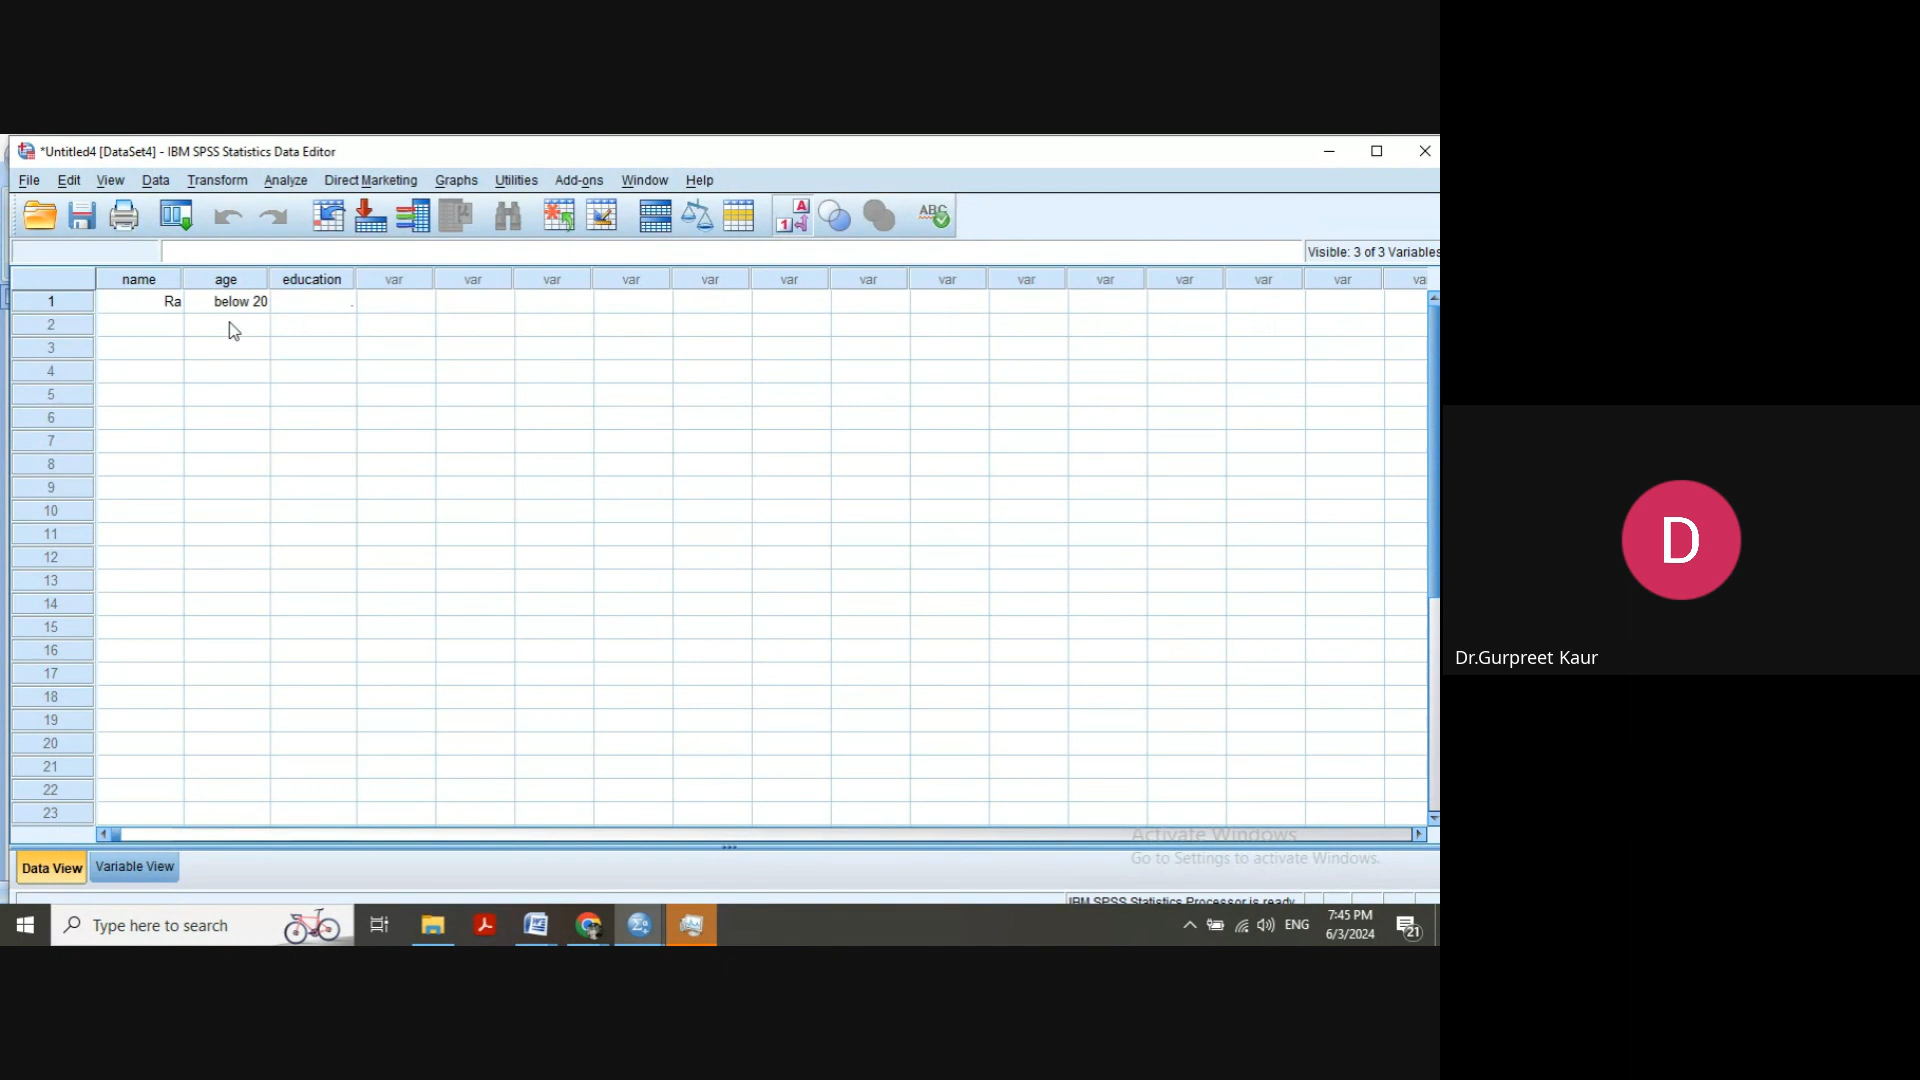 *Untitled4 [DataSet4] - IBM SPSS Statistics Data Editor
File Edit View Data Transform Analyze Direct Marketing Graphs Utilities Add-ons Window Help
A
1
ABC
Visible: 3 of 3 Variables
name age education var var var var var var var var var var var var var va
1 Ra below 20 .
2
3
4
5
6
7
8
9
10
11
12
13
14
15
16
17
18
19
20
21
22
23
Activate Windows
Go to Settings to activate Windows.
Data View Variable View
IBM SPSS Statistics Processor is ready
Type here to search
ENG
7:45 PM
6/3/2024
21
D
Dr.Gurpreet Kaur